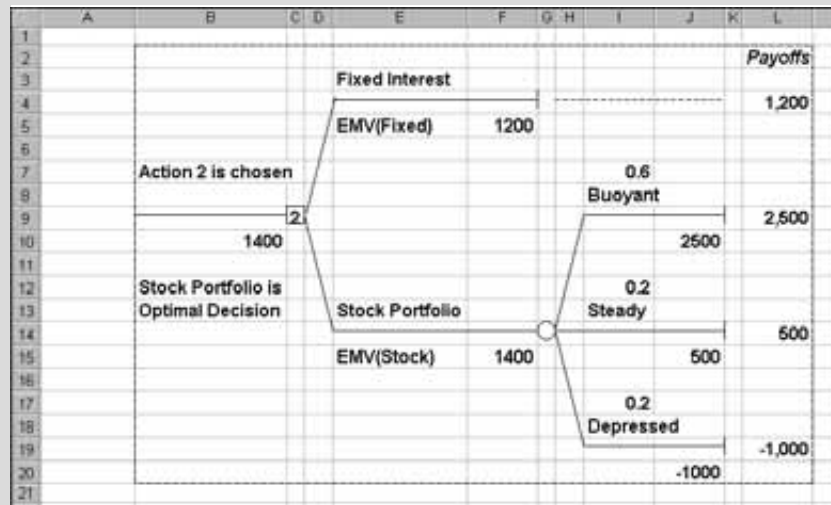 A B C D E F G H I J K L
1
2 Payoffs
3 Fixed Interest
4 1,200
5 EMV(Fixed) 1200
6
7 Action 2 is chosen 0.6
8 Buoyant
9 2 2,500
10 1400 2500
11
12 Stock Portfolio is 0.2
13 Optimal Decision Stock Portfolio Steady
14 500
15 EMV(Stock) 1400 500
16
17 0.2
18 Depressed
19 -1,000
20 -1000
21